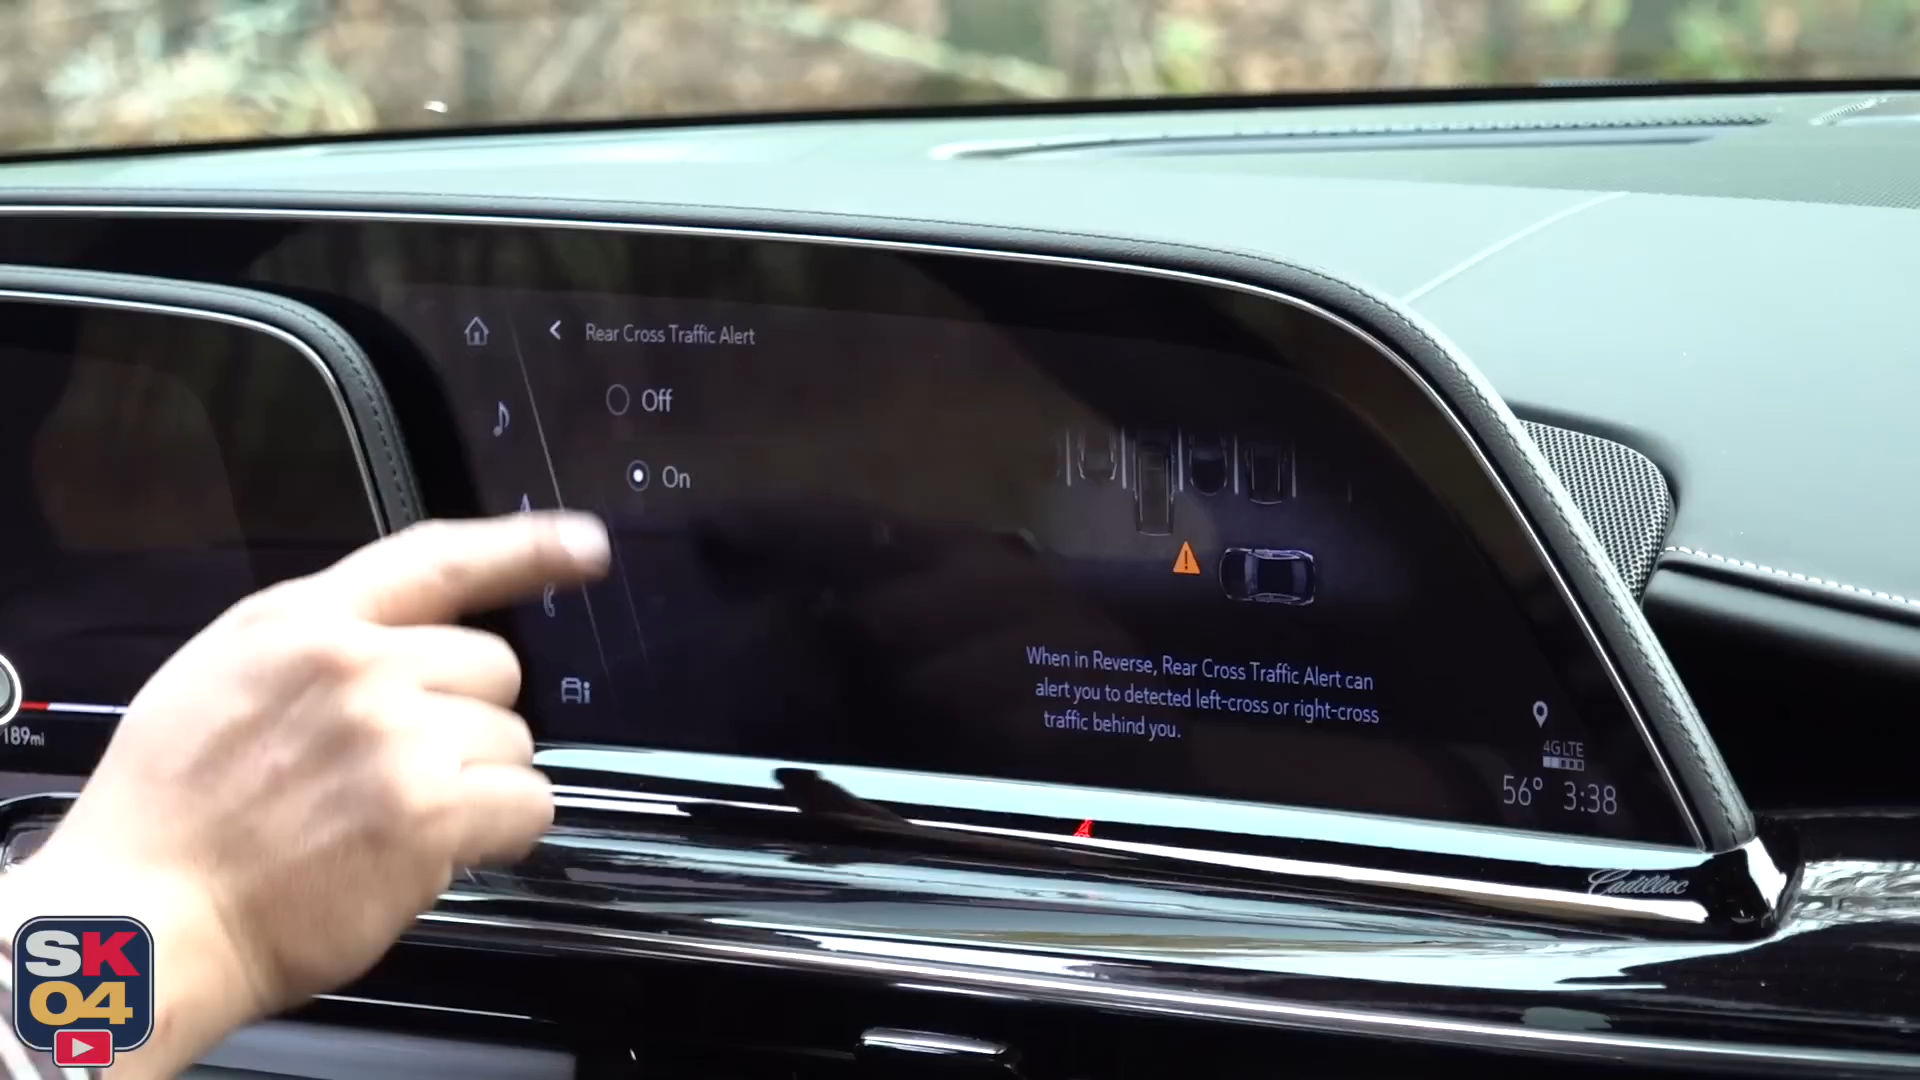 Rear Cross Traffic Alert
Off
On
When in Reverse, Rear Cross Traffic Alert can
alert you to detected left-cross or right-cross
traffic behind you.
189mi
4G LTE
56° 3:38
Cadillac
SK
04